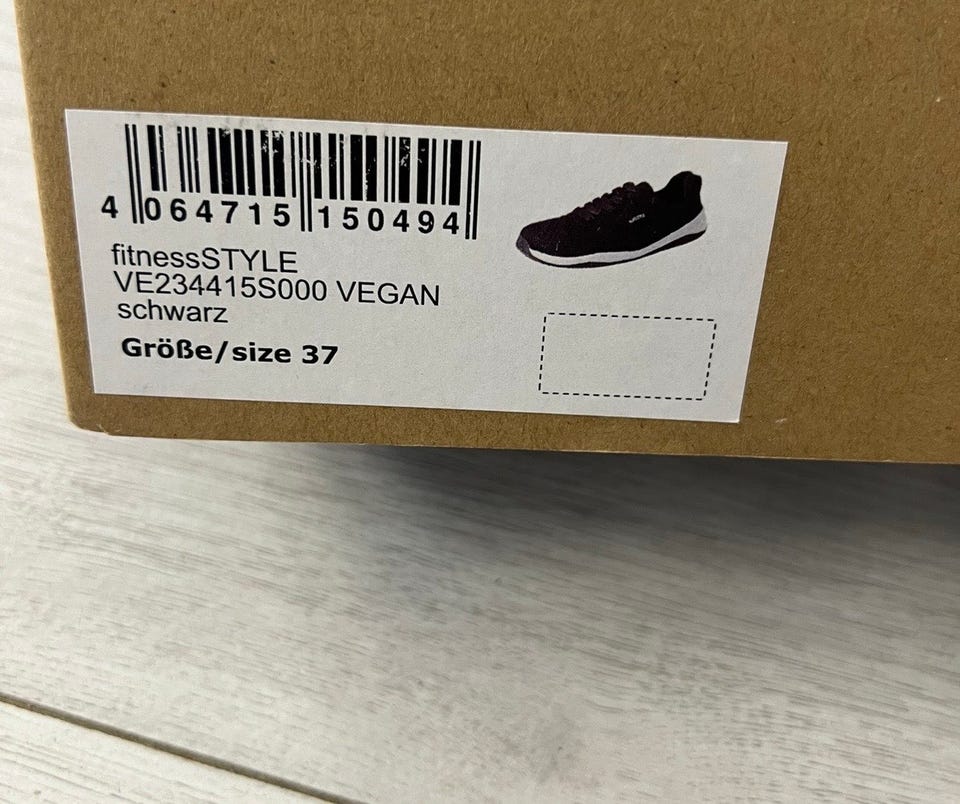 4 064715 150494
fitnessSTYLE
VE234415S000 VEGAN
schwarz
Größe/size 37